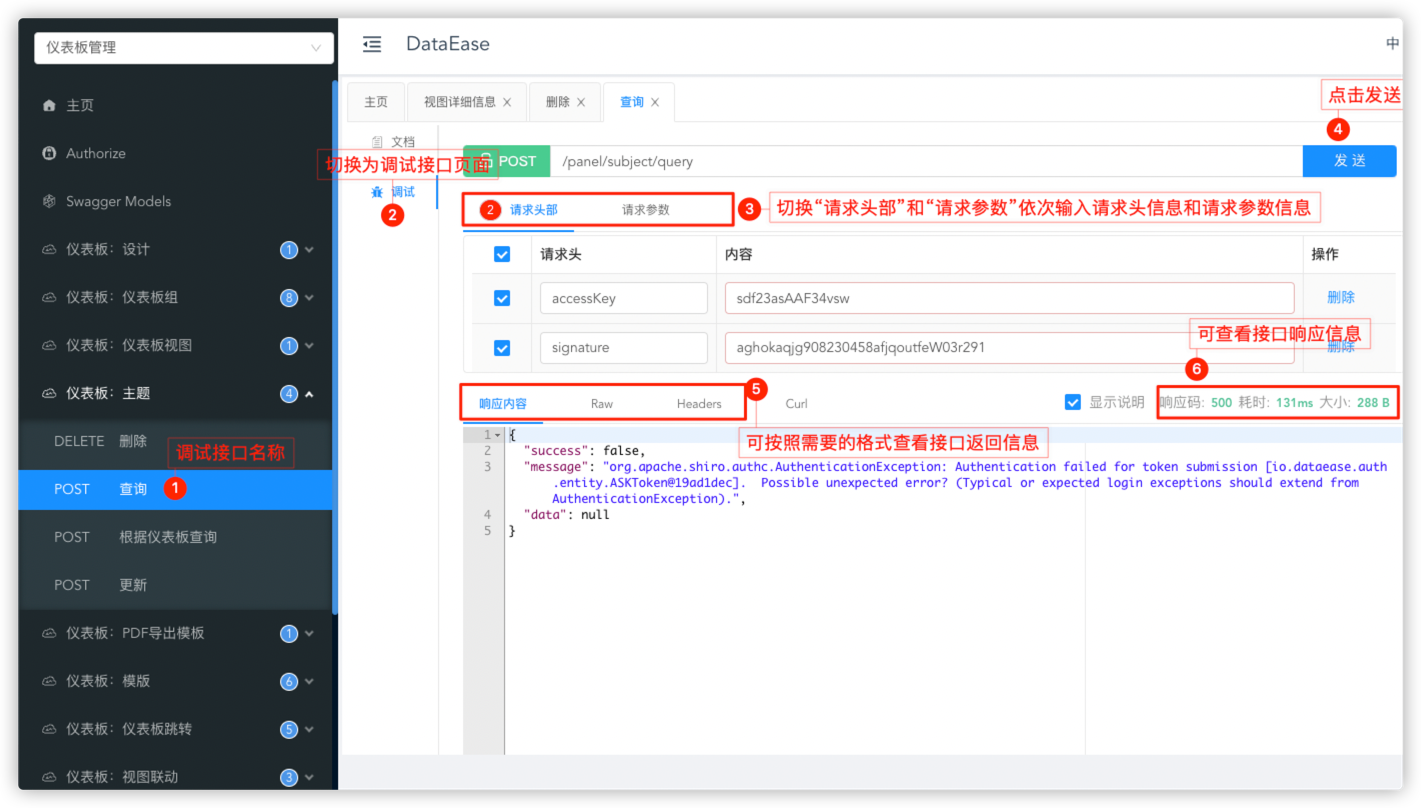 仪表板管理
DataEase
中
主页
视图详细信息
删除
查询
点击发送
4
主页
Authorize
Swagger Models
仪表板：设计
1
仪表板：仪表板组
8
仪表板：仪表板视图
1
仪表板：主题
4
DELETE 删除
调试接口名称
POST 查询
1
POST 根据仪表板查询
POST 更新
仪表板：PDF导出模板
1
仪表板：模版
6
仪表板：仪表板跳转
5
仪表板：视图联动
3
文档
切换为调试接口页面
调试
2
POST
/panel/subject/query
发 送
2
请求头部
请求参数
3
切换“请求头部”和“请求参数”依次输入请求头信息和请求参数信息
请求头
内容
操作
accessKey
sdf23asAAF34vsw
删除
signature
aghokaqjg908230458afjqoutfeW03r291
删除
可查看接口响应信息
6
响应内容
Raw
Headers
5
Curl
显示说明
响应码: 500 耗时: 131ms 大小: 288 B
可按照需要的格式查看接口返回信息
1 {
2 "success": false,
3 "message": "org.apache.shiro.authc.AuthenticationException: Authentication failed for token submission [io.dataease.auth
.entity.ASKToken@19ad1dec]. Possible unexpected error? (Typical or expected login exceptions should extend from
AuthenticationException).",
4 "data": null
5 }